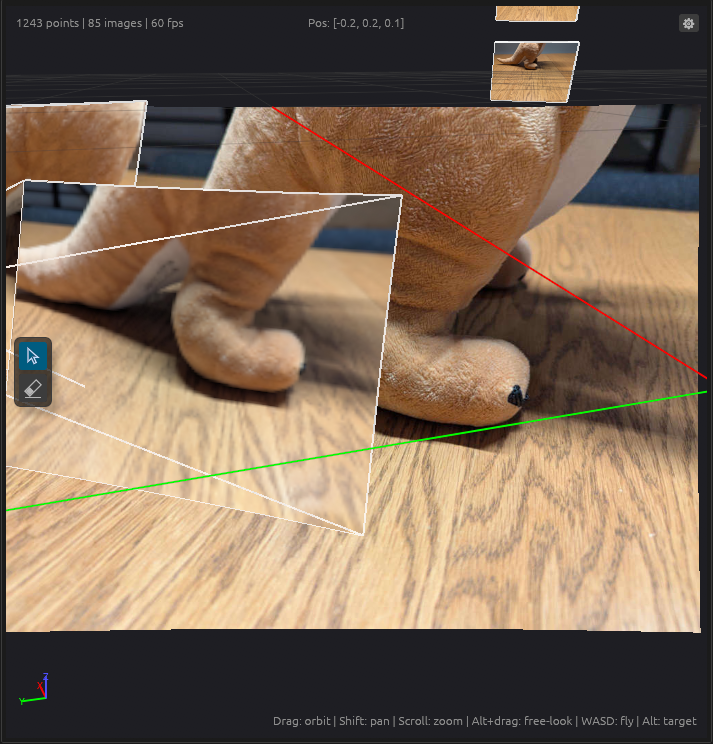 1243 points | 85 images | 60 fps
Pos: [-0.2, 0.2, 0.1]
Z
X
Y
Drag: orbit | Shift: pan | Scroll: zoom | Alt+drag: free-look | WASD: fly | Alt: target